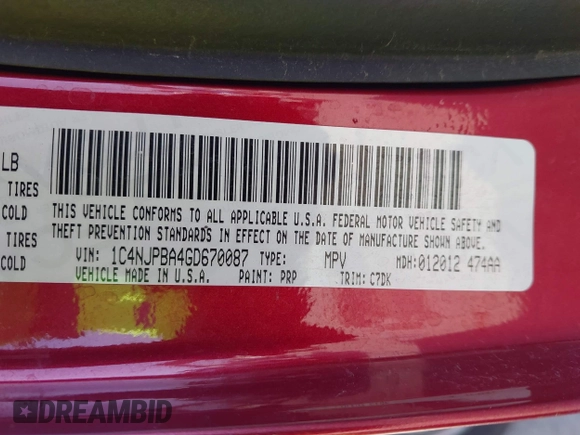 LB
TIRES
COLD
TIRES
COLD
THIS VEHICLE CONFORMS TO ALL APPLICABLE U.S.A. FEDERAL MOTOR VEHICLE SAFETY AND
THEFT PREVENTION STANDARDS IN EFFECT ON THE DATE OF MANUFACTURE SHOWN ABOVE.
VIN: 1C4NJPBA4GD670087 TYPE: MPV MDH:012012 474AA
VEHICLE MADE IN U.S.A. PAINT: PRP TRIM: C7DK
DREAMBID